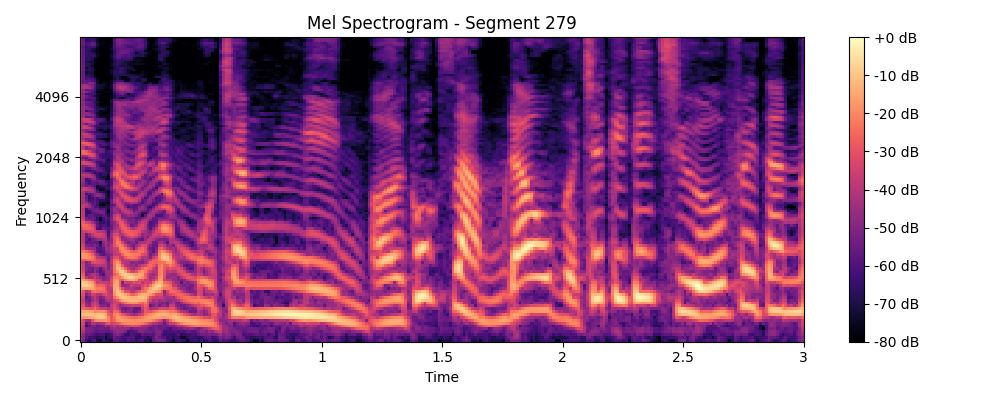 Mel Spectrogram - Segment 279
Frequency
4096
2048
1024
512
0
0
0.5
1
1.5
2
2.5
3
Time
+0 dB
-10 dB
-20 dB
-30 dB
-40 dB
-50 dB
-60 dB
-70 dB
-80 dB